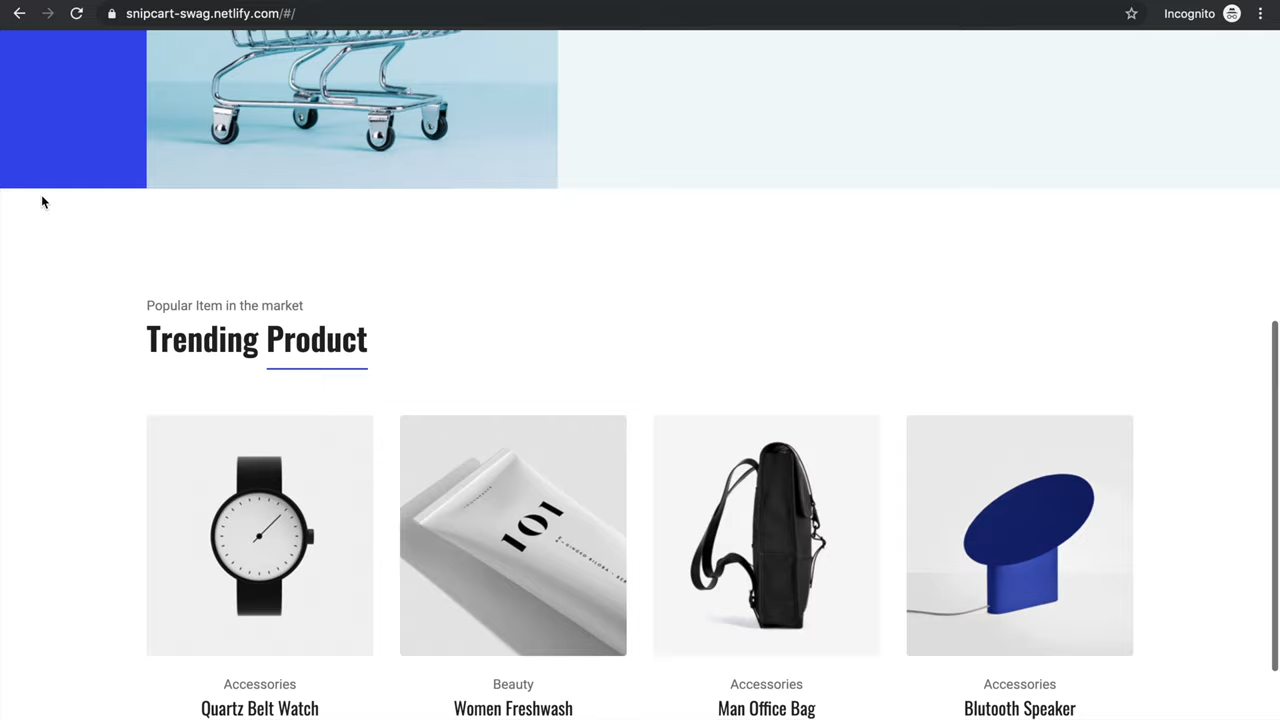 snipcart-swag.netlify.com/#/
Incognito
Popular Item in the market
Trending Product
101
Accessories
Beauty
Accessories
Accessories
Quartz Belt Watch
Women Freshwash
Man Office Bag
Blutooth Speaker